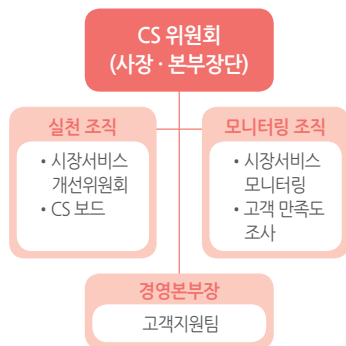 CS 위원회
(사장 · 본부장단)
실천 조직
• 시장서비스
개선위원회
• CS 보드
모니터링 조직
• 시장서비스
모니터링
• 고객 만족도
조사
경영본부장
고객지원팀